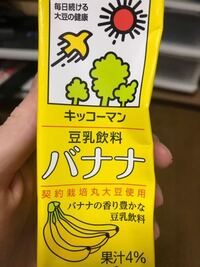 毎日続ける
大豆の健康
キッコーマン
豆乳飲料
バナナ
契約栽培丸大豆使用
バナナの香り豊かな
豆乳飲料
果汁4%